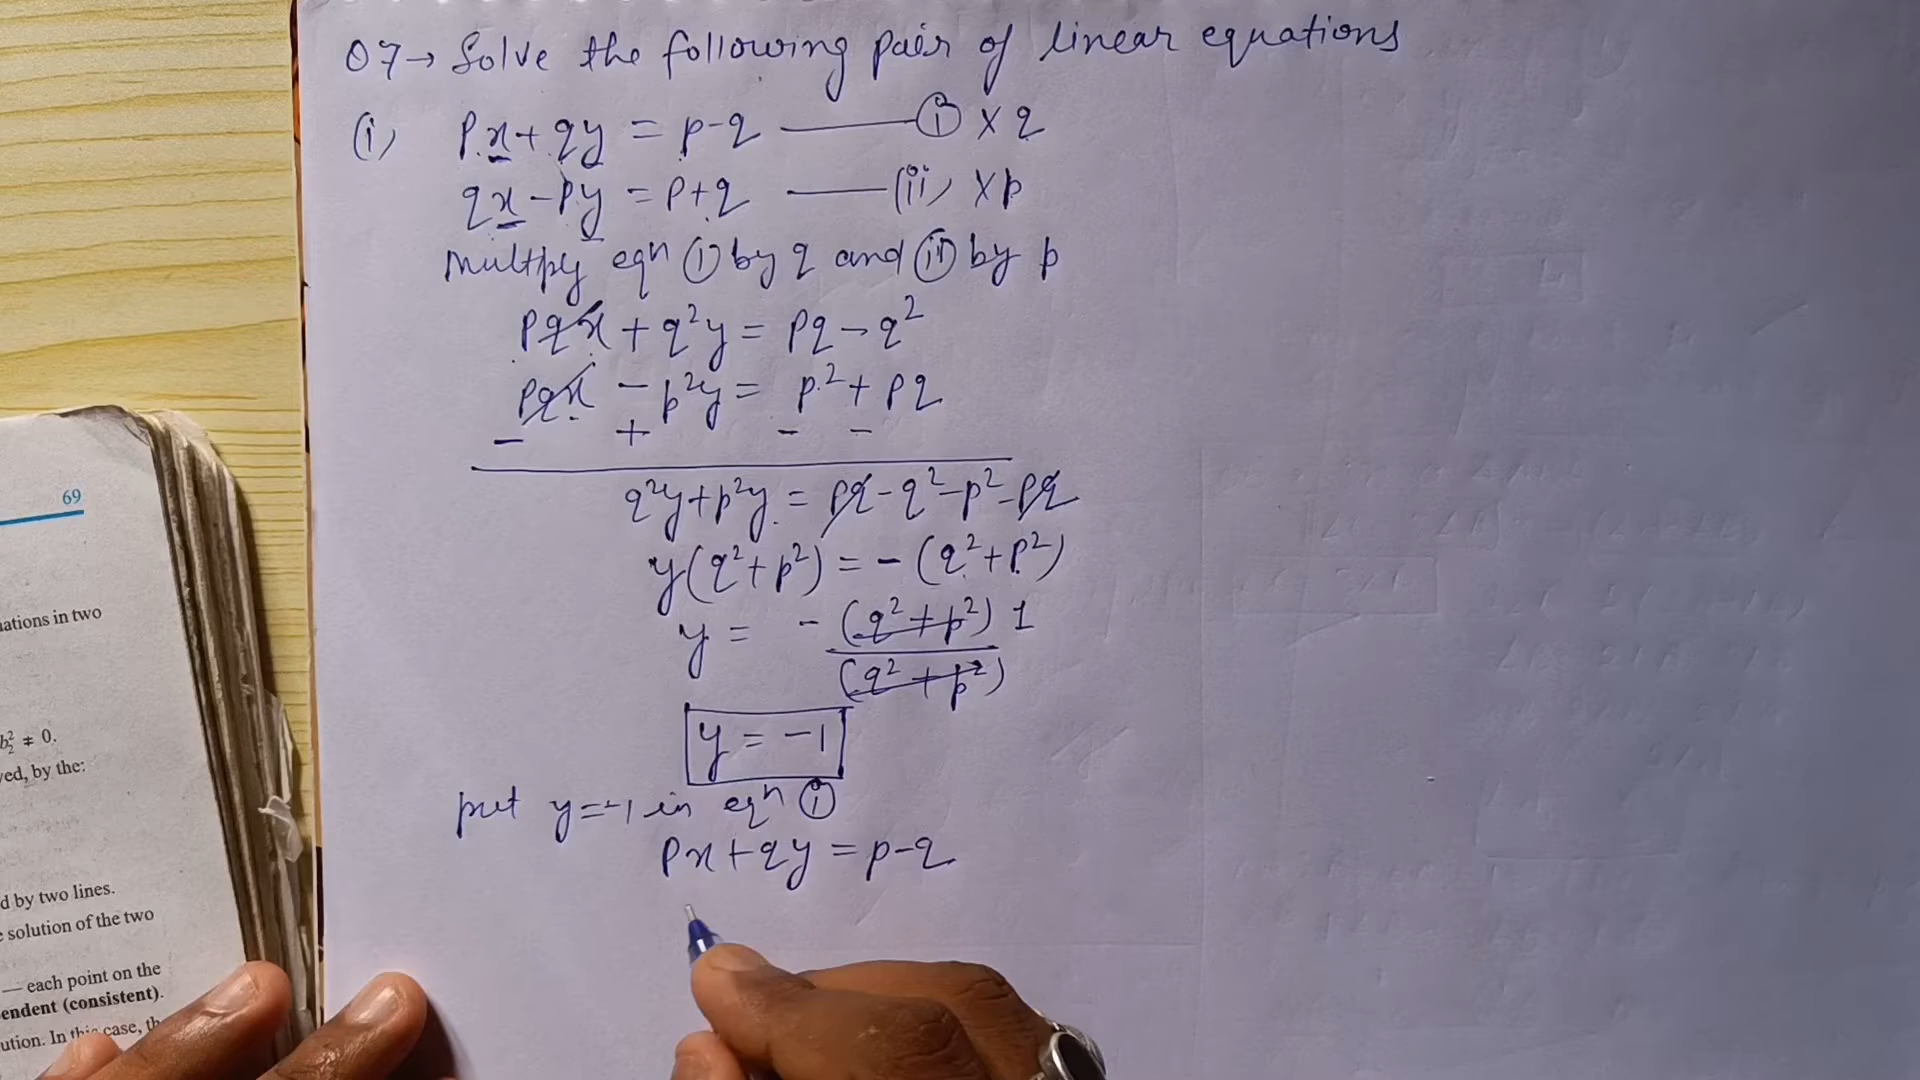 Q7→ Solve the following pair of linear equations
(i) px + qy = p-q —— (i) × q
qx - py = p+q —— (ii) × p
Multply eqn (i) by q and (ii) by p
pqx + q²y = pq - q²
pqx - p²y = p² + pq
- + - -
q²y + p²y = pq - q² - p² - pq
y(q²+p²) = - (q²+p²)
y = - (q²+p²) 1
(q²+p²)
y = -1
put y=-1 in eqn (i)
px + qy = p-q
69
ations in two
b₂² ≠ 0.
ed, by the:
d by two lines.
solution of the two
— each point on the
endent (consistent).
ution. In this case, th